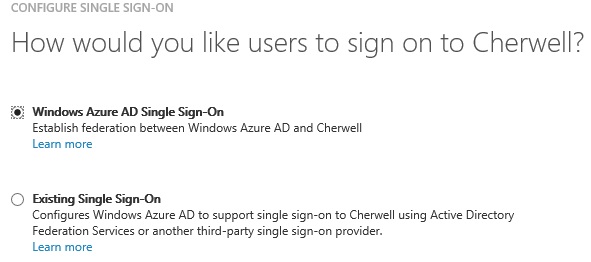 CONFIGURE SINGLE SIGN-ON
How would you like users to sign on to Cherwell?
Windows Azure AD Single Sign-On
Establish federation between Windows Azure AD and Cherwell
Learn more
Existing Single Sign-On
Configures Windows Azure AD to support single sign-on to Cherwell using Active Directory
Federation Services or another third-party single sign-on provider.
Learn more